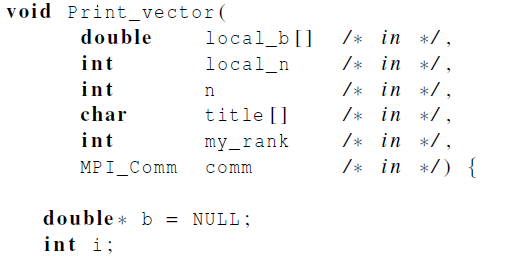 void Print_vector(
double local_b[] /* in */,
int local_n /* in */,
int n /* in */,
char title[] /* in */,
int my_rank /* in */,
MPI_Comm comm /* in */) {
double* b = NULL;
int i;